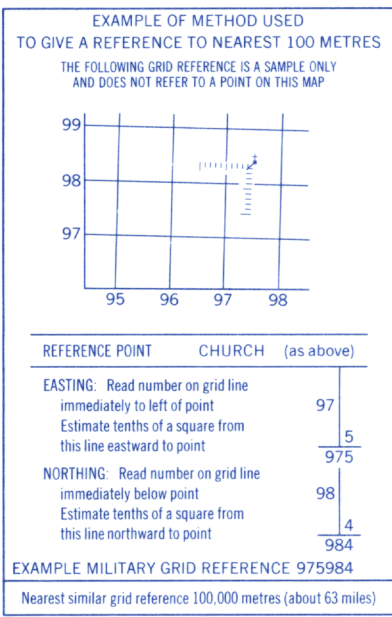 EXAMPLE OF METHOD USED
TO GIVE A REFERENCE TO NEAREST 100 METRES
THE FOLLOWING GRID REFERENCE IS A SAMPLE ONLY
AND DOES NOT REFER TO A POINT ON THIS MAP
99
98
97
95 96 97 98
REFERENCE POINT CHURCH (as above)
EASTING: Read number on grid line
immediately to left of point 97
Estimate tenths of a square from
this line eastward to point 5
975
NORTHING: Read number on grid line
immediately below point 98
Estimate tenths of a square from
this line northward to point 4
984
EXAMPLE MILITARY GRID REFERENCE 975984
Nearest similar grid reference 100,000 metres (about 63 miles)